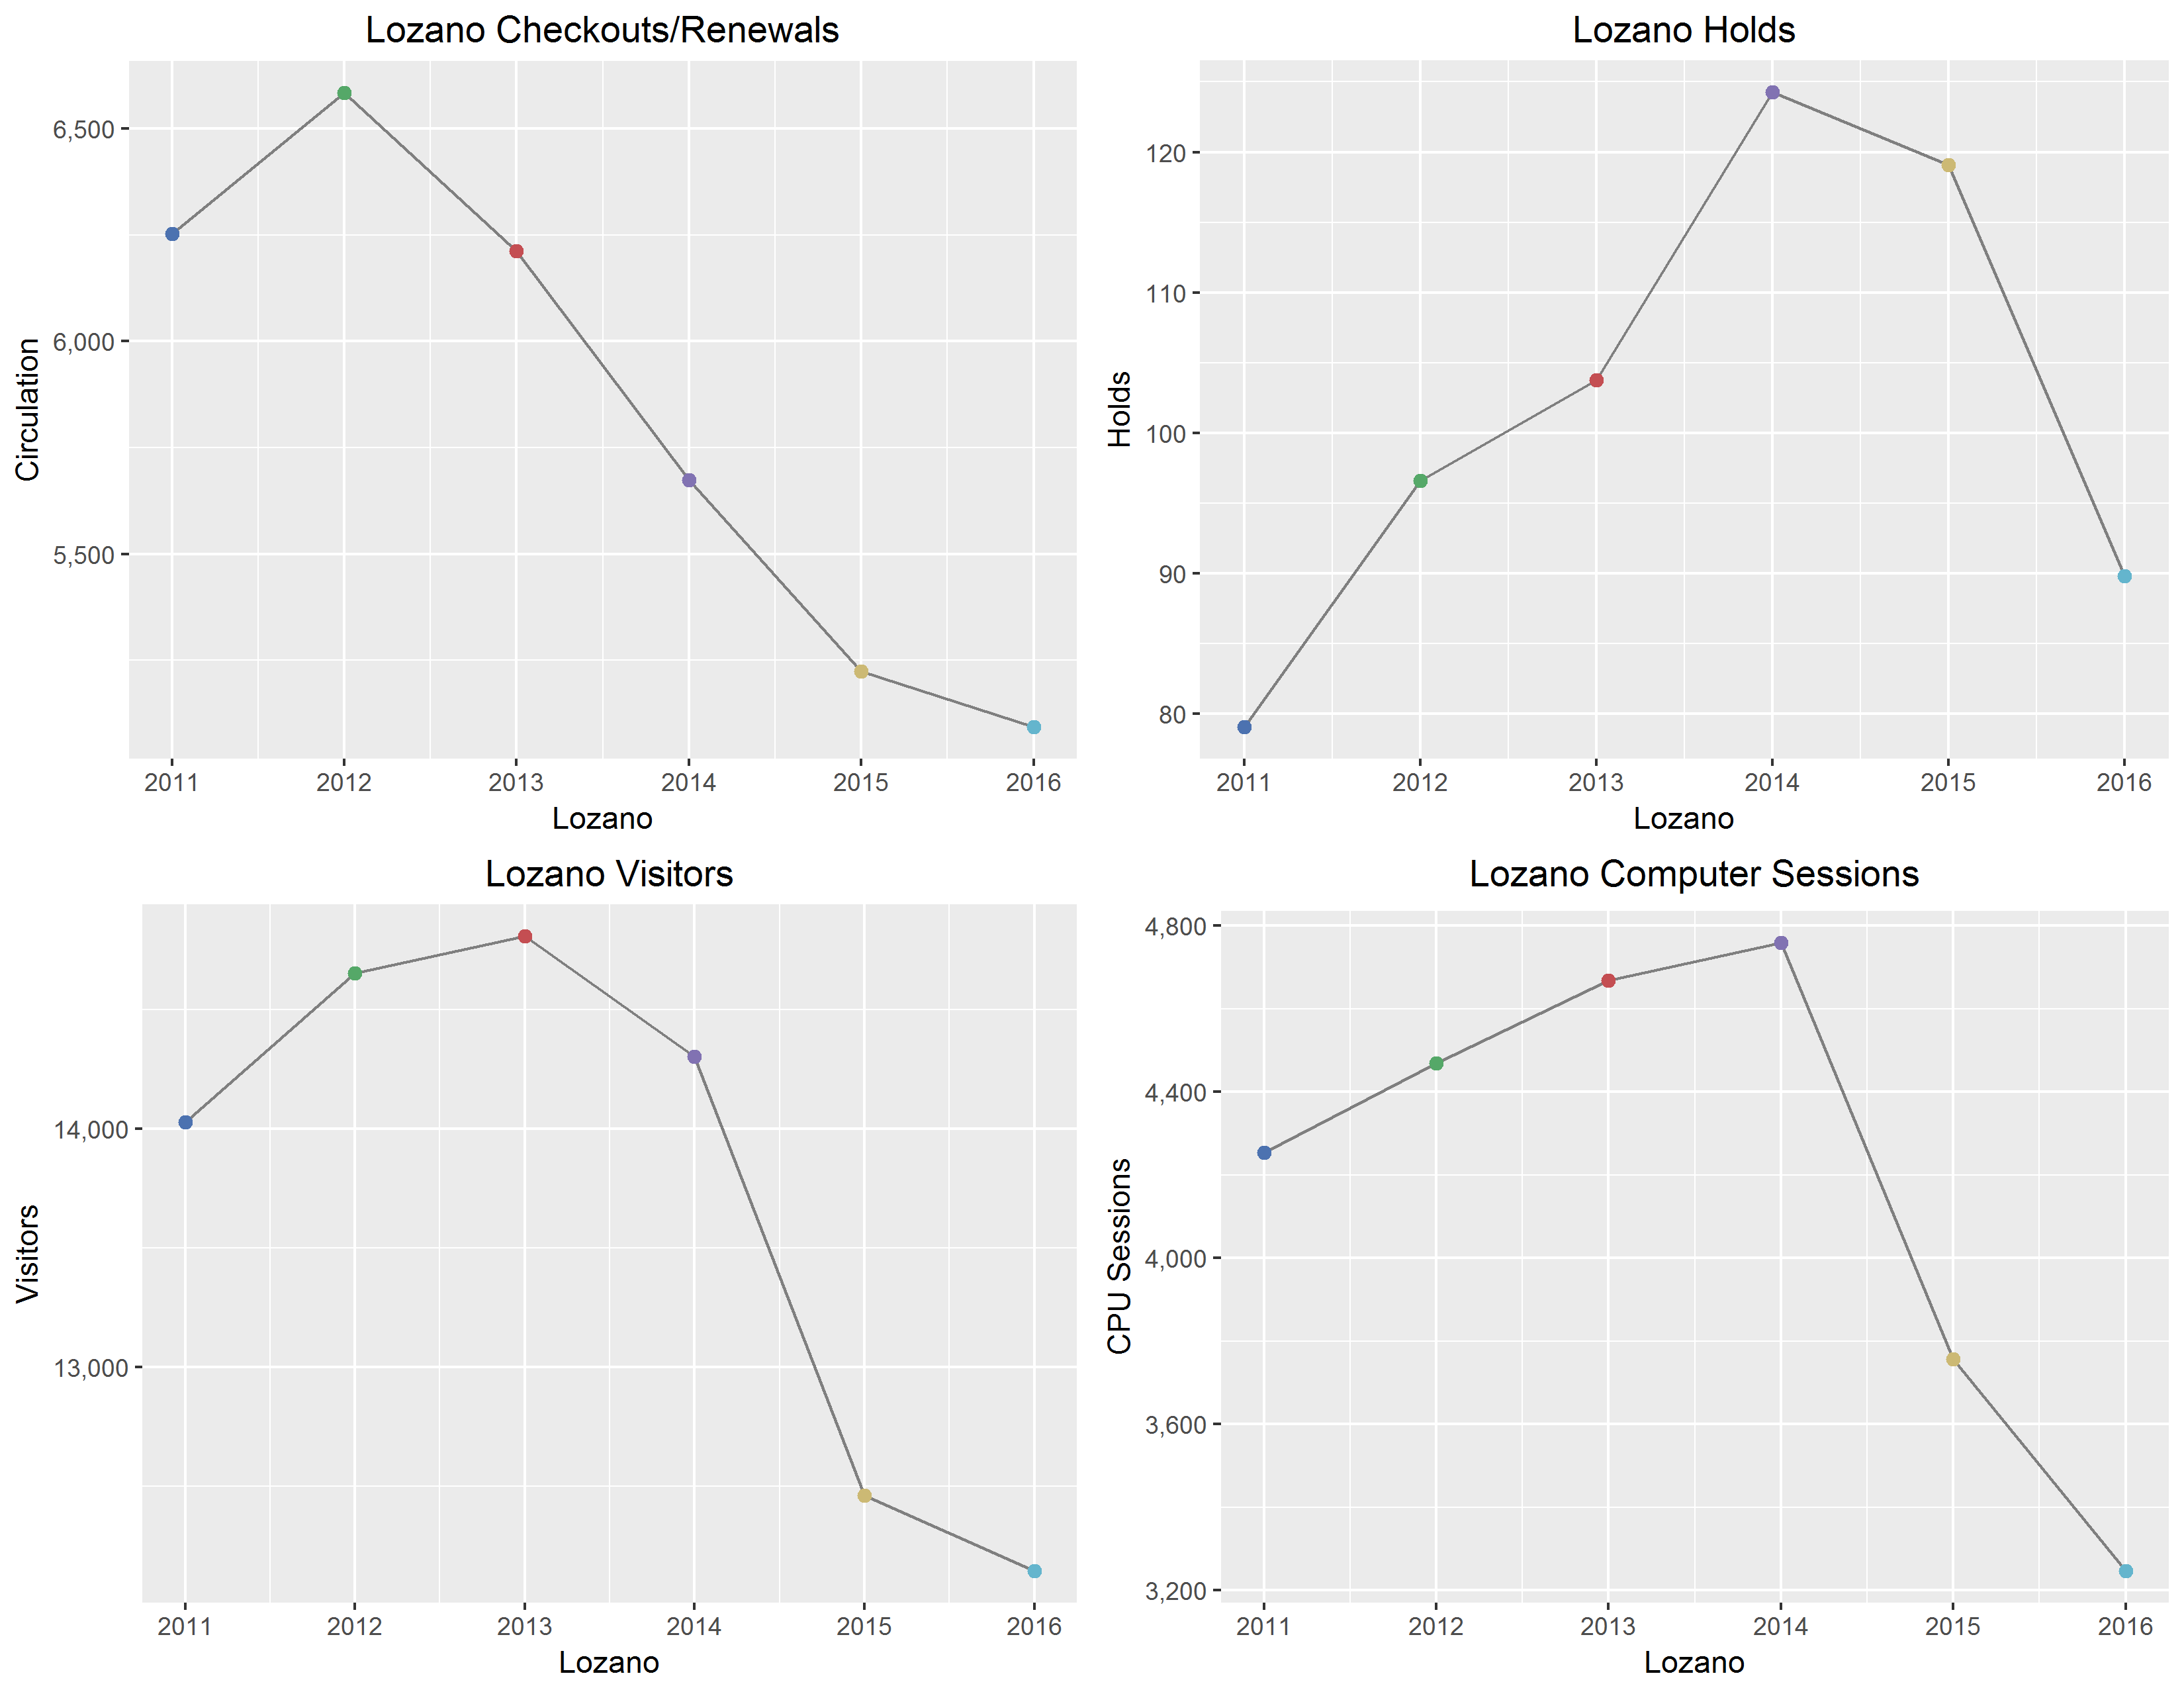 Lozano Checkouts/Renewals
6,500
6,000
5,500
Circulation
2011 2012 2013 2014 2015 2016
Lozano
Lozano Holds
120
110
100
90
80
Holds
2011 2012 2013 2014 2015 2016
Lozano
Lozano Visitors
14,000
13,000
Visitors
2011 2012 2013 2014 2015 2016
Lozano
Lozano Computer Sessions
4,800
4,400
4,000
3,600
3,200
CPU Sessions
2011 2012 2013 2014 2015 2016
Lozano